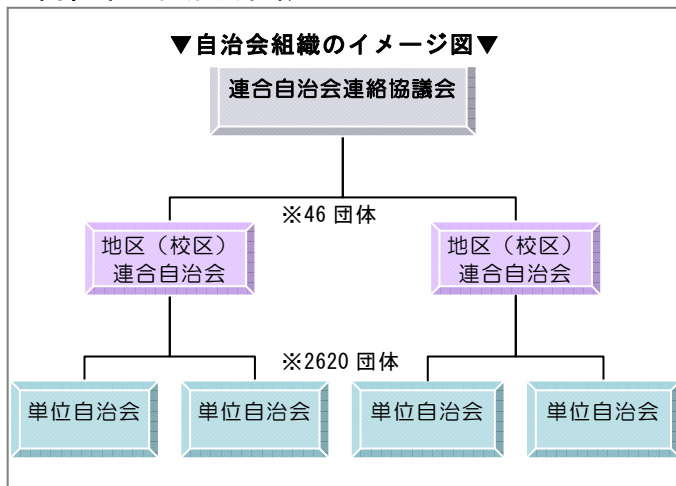 ▼自治会組織のイメージ図▼
連合自治会連絡協議会
※46 団体
地区（校区）
連合自治会
地区（校区）
連合自治会
※2620 団体
単位自治会
単位自治会
単位自治会
単位自治会